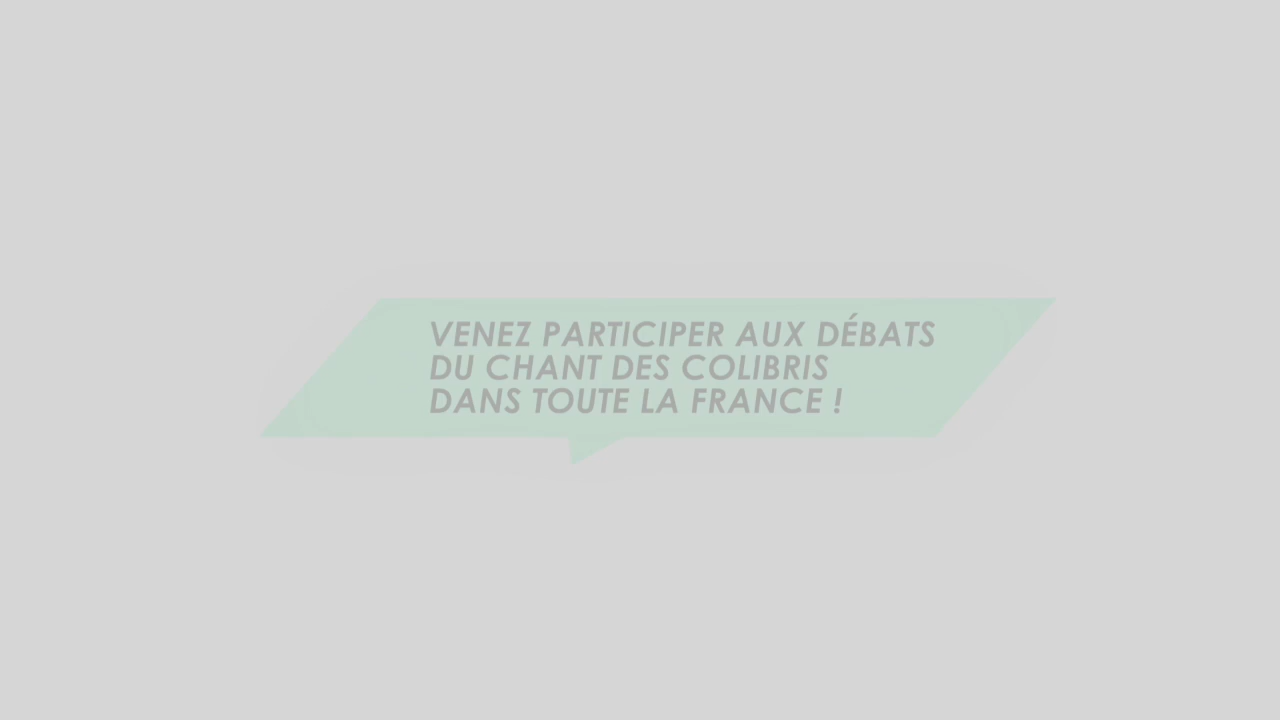 VENEZ PARTICIPER AUX DÉBATS
DU CHANT DES COLIBRIS
DANS TOUTE LA FRANCE !